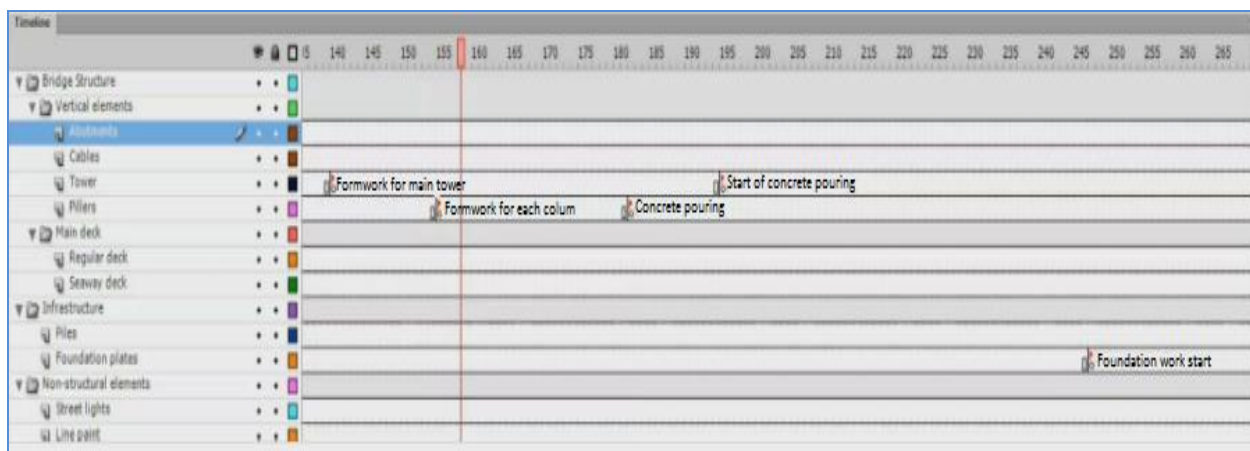 Timeline
5 140 145 150 155 160 165 170 175 180 185 190 195 200 205 210 215 220 225 230 235 240 245 250 255 260 265
Bridge Structure
Vertical elements
Abutments
Cables
Tower Formwork for main tower Start of concrete pouring
Pillers Formwork for each colum Concrete pouring
Main deck
Regular deck
Seaway deck
Infrastructure
Piles
Foundation plates Foundation work start
Non-structural elements
Street lights
Line paint